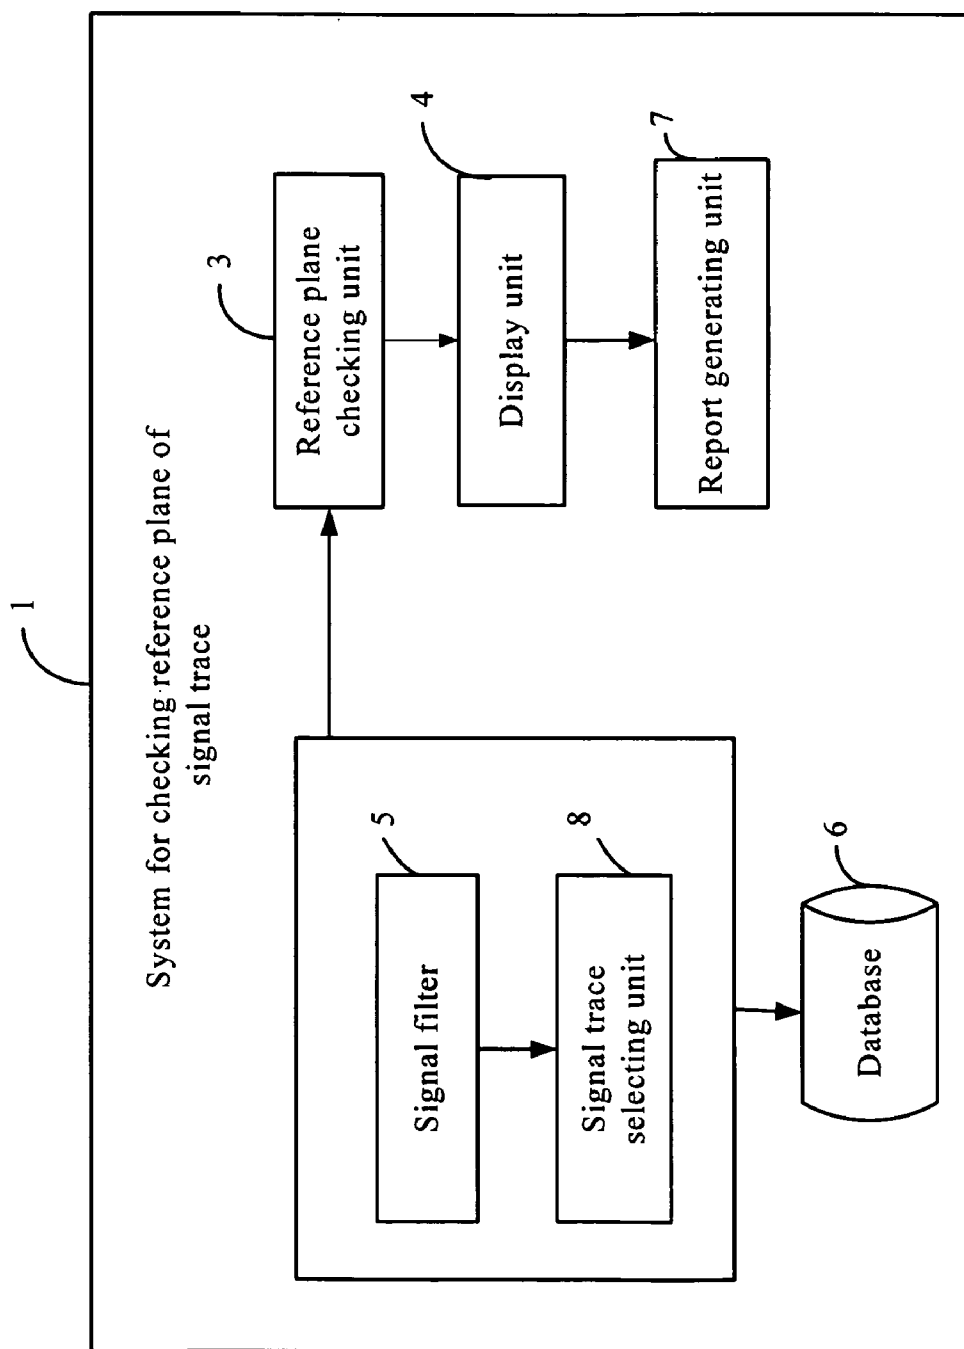 1
System for checking reference plane of
signal trace
5
Signal filter
8
Signal trace
selecting unit
6
Database
3
Reference plane
checking unit
4
Display unit
7
Report generating unit